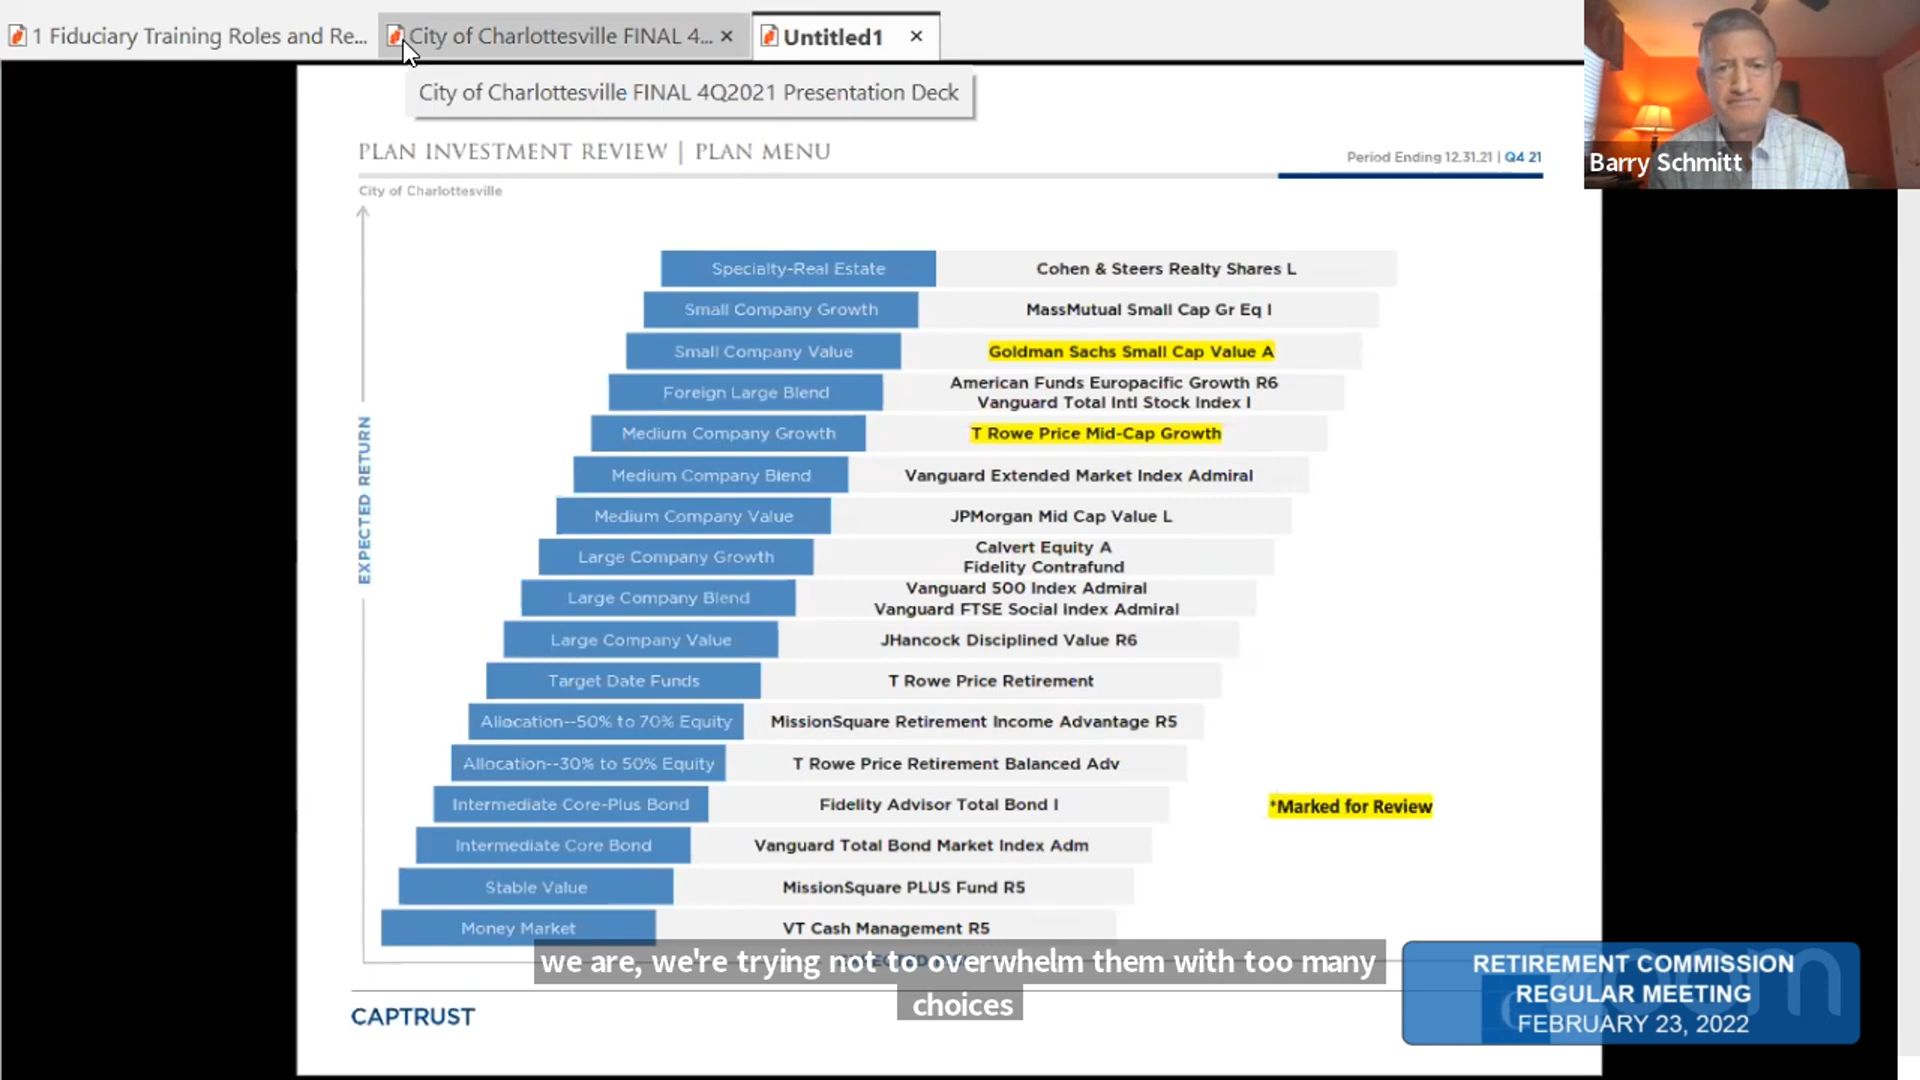 1 Fiduciary Training Roles and Re...
City of Charlottesville FINAL 4...
Untitled1
City of Charlottesville FINAL 4Q2021 Presentation Deck
Barry Schmitt
PLAN INVESTMENT REVIEW | PLAN MENU
Period Ending 12.31.21 | Q4 21
City of Charlottesville
EXPECTED RETURN
Specialty-Real Estate
Cohen & Steers Realty Shares L
Small Company Growth
MassMutual Small Cap Gr Eq I
Small Company Value
Goldman Sachs Small Cap Value A
Foreign Large Blend
American Funds Europacific Growth R6
Vanguard Total Intl Stock Index I
Medium Company Growth
T Rowe Price Mid-Cap Growth
Medium Company Blend
Vanguard Extended Market Index Admiral
Medium Company Value
JPMorgan Mid Cap Value L
Large Company Growth
Calvert Equity A
Fidelity Contrafund
Large Company Blend
Vanguard 500 Index Admiral
Vanguard FTSE Social Index Admiral
Large Company Value
JHancock Disciplined Value R6
Target Date Funds
T Rowe Price Retirement
Allocation--50% to 70% Equity
MissionSquare Retirement Income Advantage R5
Allocation--30% to 50% Equity
T Rowe Price Retirement Balanced Adv
Intermediate Core-Plus Bond
Fidelity Advisor Total Bond I
*Marked for Review
Intermediate Core Bond
Vanguard Total Bond Market Index Adm
Stable Value
MissionSquare PLUS Fund R5
Money Market
VT Cash Management R5
we are, we're trying not to overwhelm them with too many
choices
CAPTRUST
RETIREMENT COMMISSION
REGULAR MEETING
FEBRUARY 23, 2022